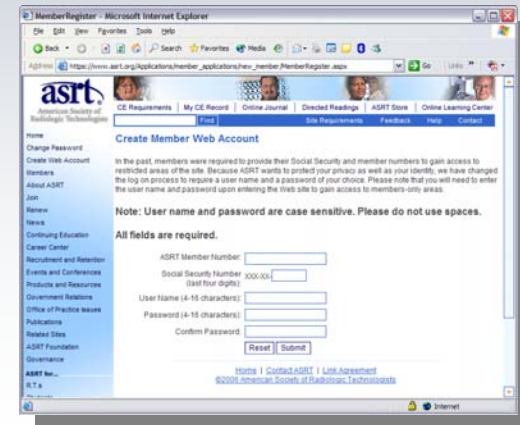 MemberRegister - Microsoft Internet Explorer
File Edit View Favorites Tools Help
Back Search Favorites Media
Address https://www.asrt.org/Applications/member_applications/new_member/MemberRegister.aspx Go Links
asrt
American Society of
Radiologic Technologists
CE Requirements | My CE Record | Online Journal | Directed Readings | ASRT Store | Online Learning Center
Find Site Requirements Feedback Help Contact
Home
Change Password
Create Web Account
Members
About ASRT
Join
Renew
News
Continuing Education
Career Center
Recruitment and Retention
Events and Conferences
Products and Resources
Government Relations
Office of Practice Issues
Publications
Related Sites
ASRT Foundation
Governance
ASRT for...
R.T.s
Students
Create Member Web Account
In the past, members were required to provide their Social Security and member numbers to gain access to
restricted areas of the site. Because ASRT wants to protect your privacy as well as your identity, we have changed
the log on process to require a user name and a password of your choice. Please note that you will need to enter
the user name and password upon entering the Web site to gain access to members-only areas.
Note: User name and password are case sensitive. Please do not use spaces.
All fields are required.
ASRT Member Number:
Social Security Number XXX-XX-
(last four digits):
User Name (4-16 characters):
Password (4-16 characters):
Confirm Password:
Reset Submit
Home | Contact ASRT | Link Agreement
©2006 American Society of Radiologic Technologists
Internet